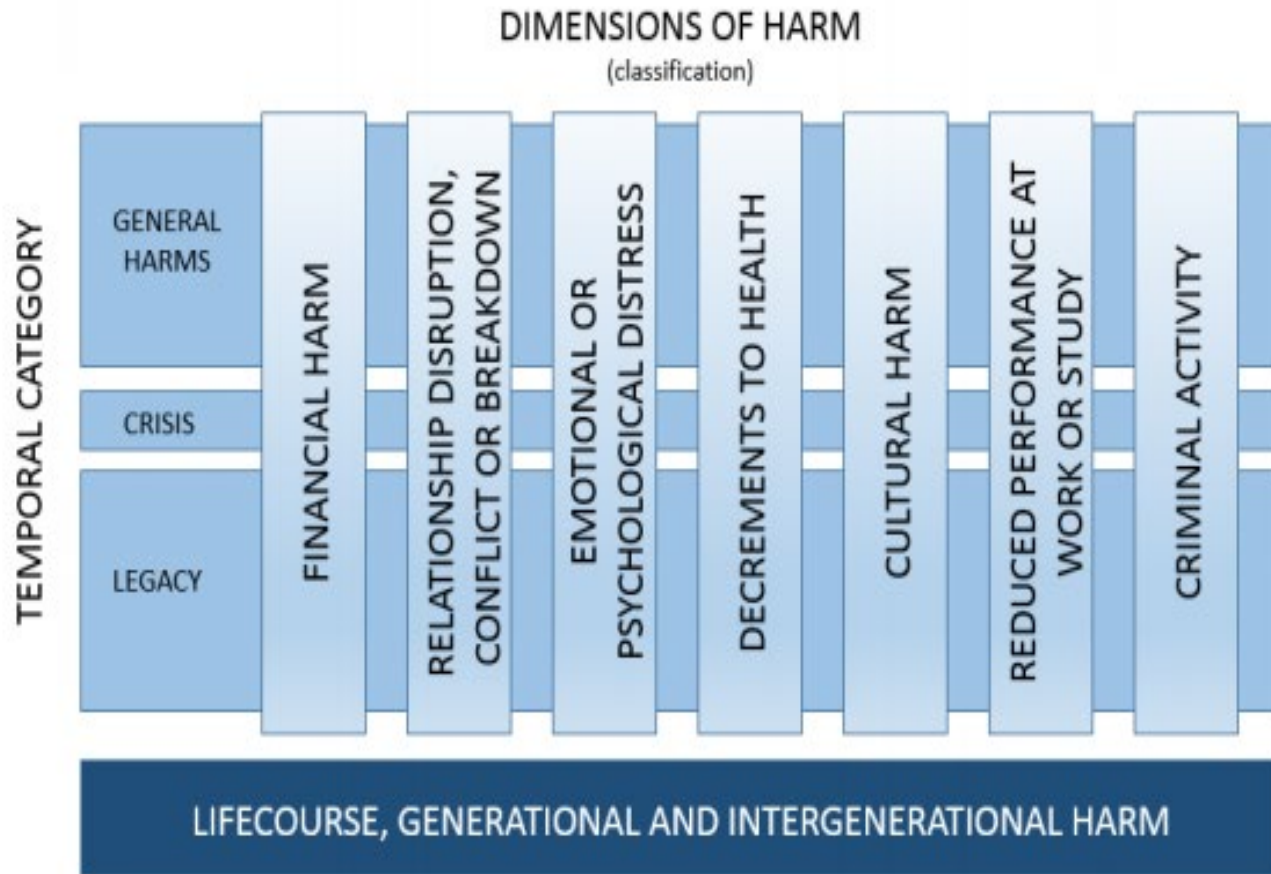 DIMENSIONS OF HARM
(classification)
TEMPORAL CATEGORY
GENERAL
HARMS
CRISIS
LEGACY
FINANCIAL HARM
RELATIONSHIP DISRUPTION,
CONFLICT OR BREAKDOWN
EMOTIONAL OR
PSYCHOLOGICAL DISTRESS
DECREMENTS TO HEALTH
CULTURAL HARM
REDUCED PERFORMANCE AT
WORK OR STUDY
CRIMINAL ACTIVITY
LIFECOURSE, GENERATIONAL AND INTERGENERATIONAL HARM